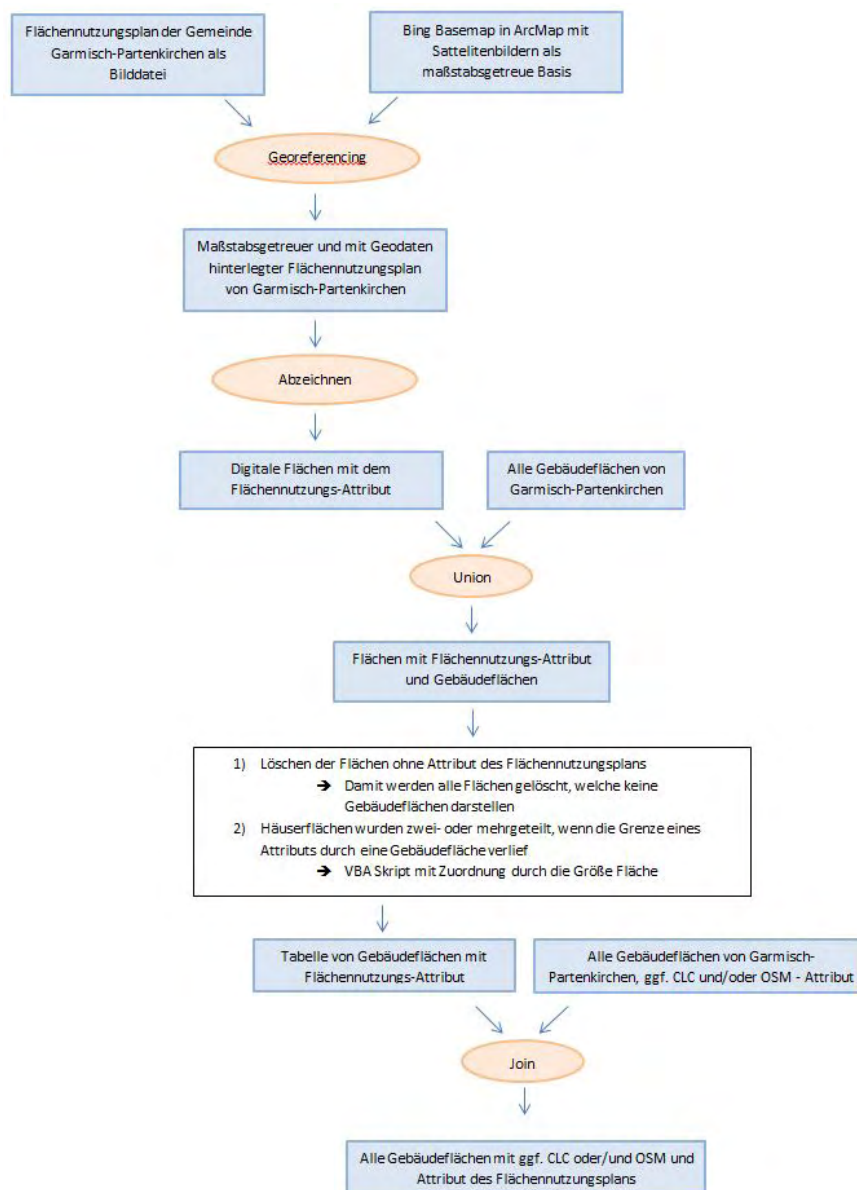 Flächennutzungsplan der Gemeinde
Garmisch-Partenkirchen als
Bilddatei
Bing Basemap in ArcMap mit
Sattelitenbildern als
maßstabsgetreue Basis
Georeferencing
Maßstabsgetreuer und mit Geodaten
hinterlegter Flächennutzungsplan
von Garmisch-Partenkirchen
Abzeichnen
Digitale Flächen mit dem
Flächennutzungs-Attribut
Alle Gebäudeflächen von
Garmisch-Partenkirchen
Union
Flächen mit Flächennutzungs-Attribut
und Gebäudeflächen
1) Löschen der Flächen ohne Attribut des Flächennutzungsplans
➔ Damit werden alle Flächen gelöscht, welche keine
Gebäudeflächen darstellen
2) Häuserflächen wurden zwei- oder mehrgeteilt, wenn die Grenze eines
Attributs durch eine Gebäudefläche verlief
➔ VBA Skript mit Zuordnung durch die Größe Fläche
Tabelle von Gebäudeflächen mit
Flächennutzungs-Attribut
Alle Gebäudeflächen von Garmisch-
Partenkirchen, ggf. CLC und/oder OSM - Attribut
Join
Alle Gebäudeflächen mit ggf. CLC oder/und OSM und
Attribut des Flächennutzungsplans